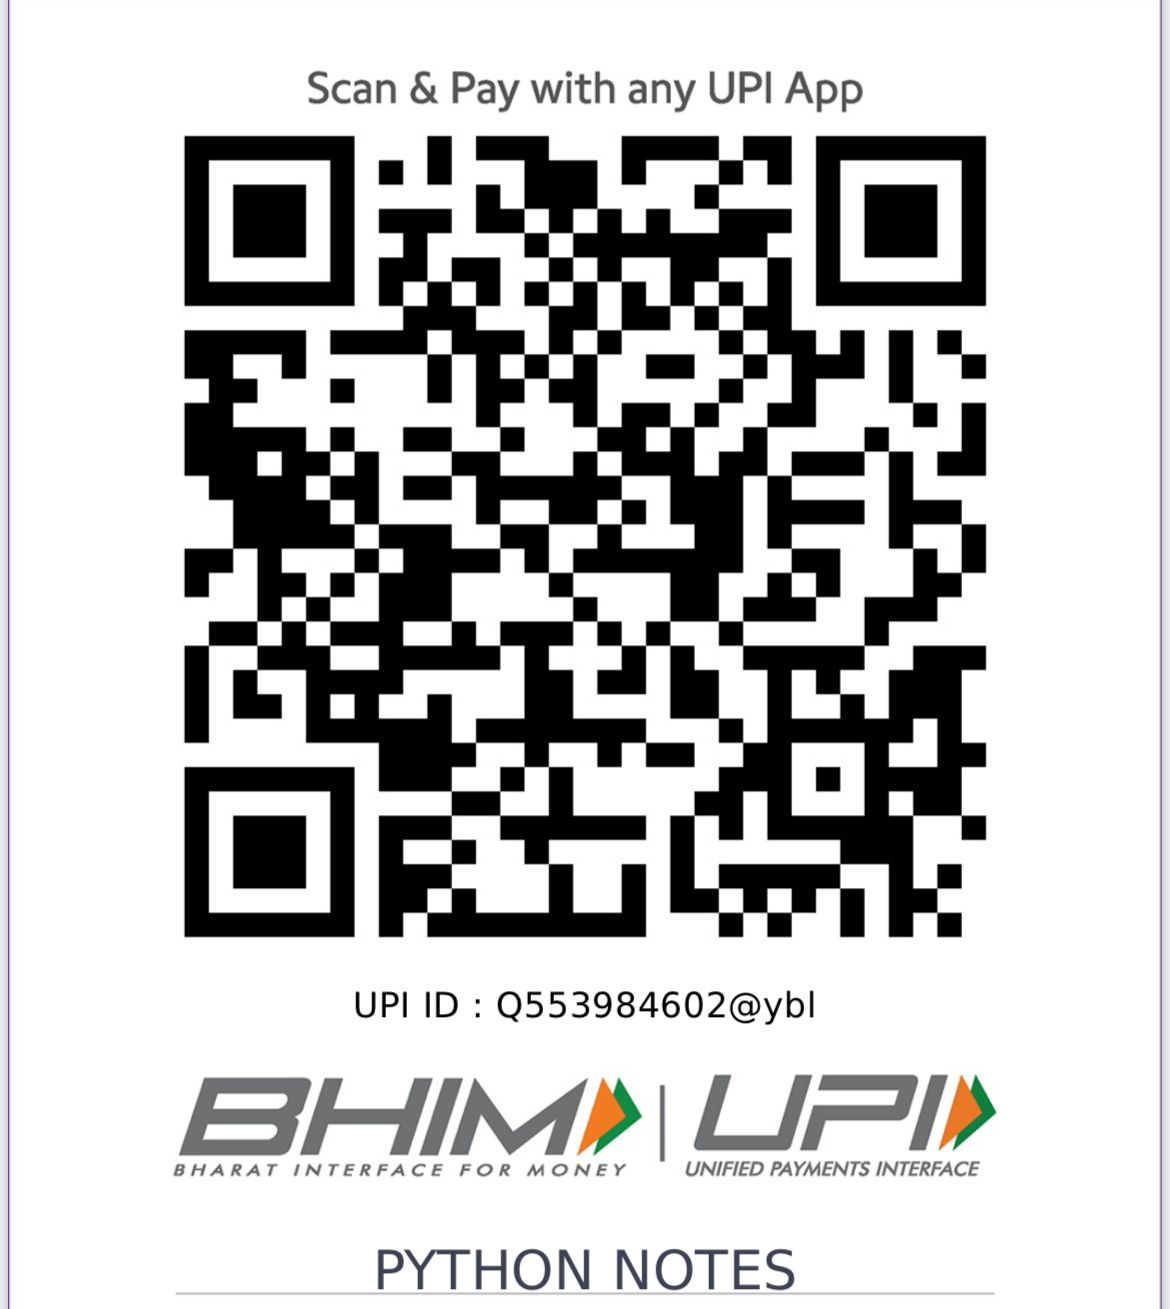 Scan & Pay with any UPI App
UPI ID : Q553984602@ybl
BHIM | UPI
BHARAT INTERFACE FOR MONEY UNIFIED PAYMENTS INTERFACE
PYTHON NOTES